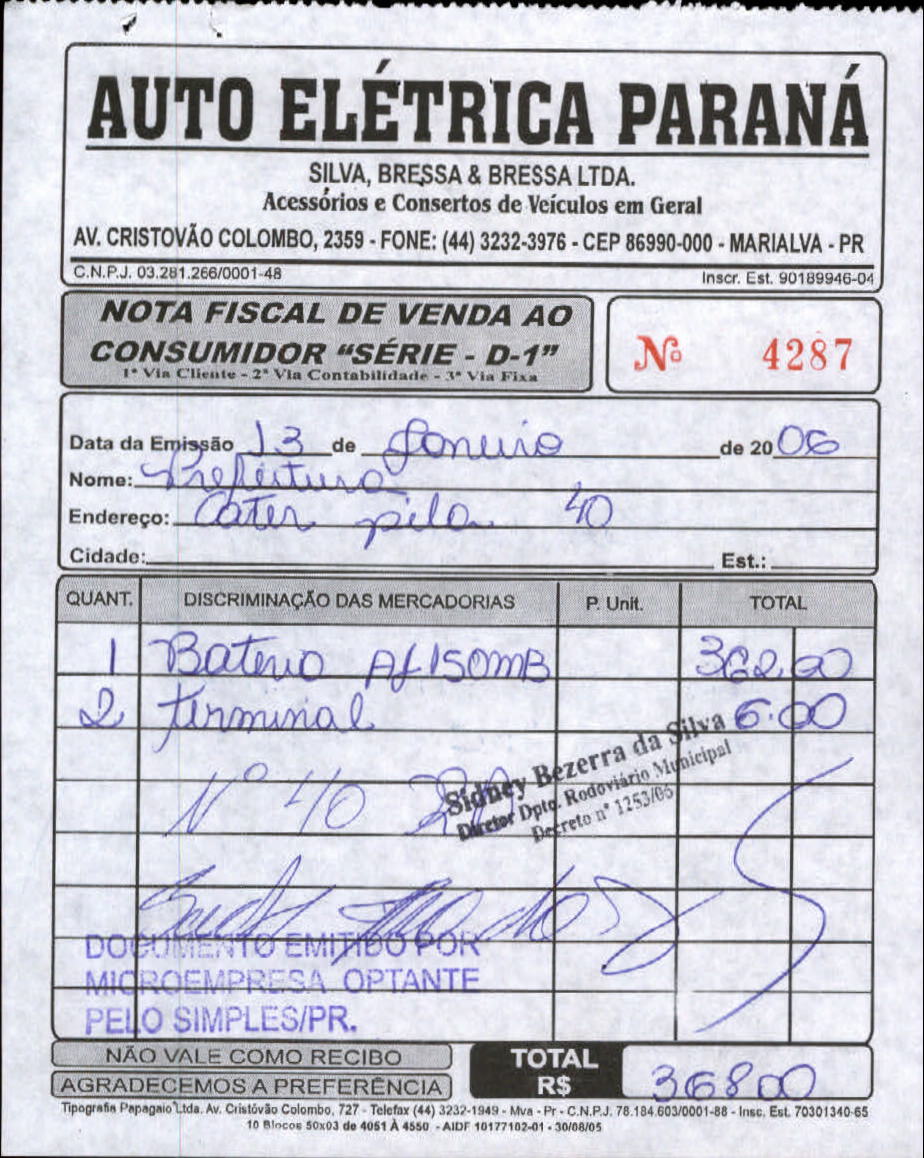 AUTO ELÉTRICA PARANÁ
SILVA, BRESSA & BRESSA LTDA.
Acessórios e Consertos de Veículos em Geral
AV. CRISTOVÃO COLOMBO, 2359 - FONE: (44) 3232-3976 - CEP 86990-000 - MARIALVA - PR
C.N.P.J. 03.281.266/0001-48 Inscr. Est. 90189946-04
NOTA FISCAL DE VENDA AO
CONSUMIDOR "SÉRIE - D-1"
1ª Via Cliente - 2ª Via Contabilidade - 3ª Via Fixa
Nº 4287
Data da Emissão 13 de Janeiro de 2006
Nome: Prefeitura
Endereço: Cater pila 40
Cidade: Est.:
QUANT. DISCRIMINAÇÃO DAS MERCADORIAS P. Unit. TOTAL
1 Bateria AF150MB 362,00
2 Terminal 6.00
Sidney Bezerra da Silva
Diretor Dpto. Rodoviário Municipal
Decreto nº 1253/06
Nº 40
DOCUMENTO EMITIDO POR
MICROEMPRESA OPTANTE
PELO SIMPLES/PR.
NÃO VALE COMO RECIBO
AGRADECEMOS A PREFERÊNCIA
TOTAL
R$ 368 00
Tipografia Papagaio Ltda. Av. Cristóvão Colombo, 727 - Telefax (44) 3232-1949 - Mva - Pr - C.N.P.J. 78.184.603/0001-88 - Insc. Est. 70301340-65
10 Blocos 50x03 de 4051 À 4550 - AIDF 10177102-01 - 30/08/05